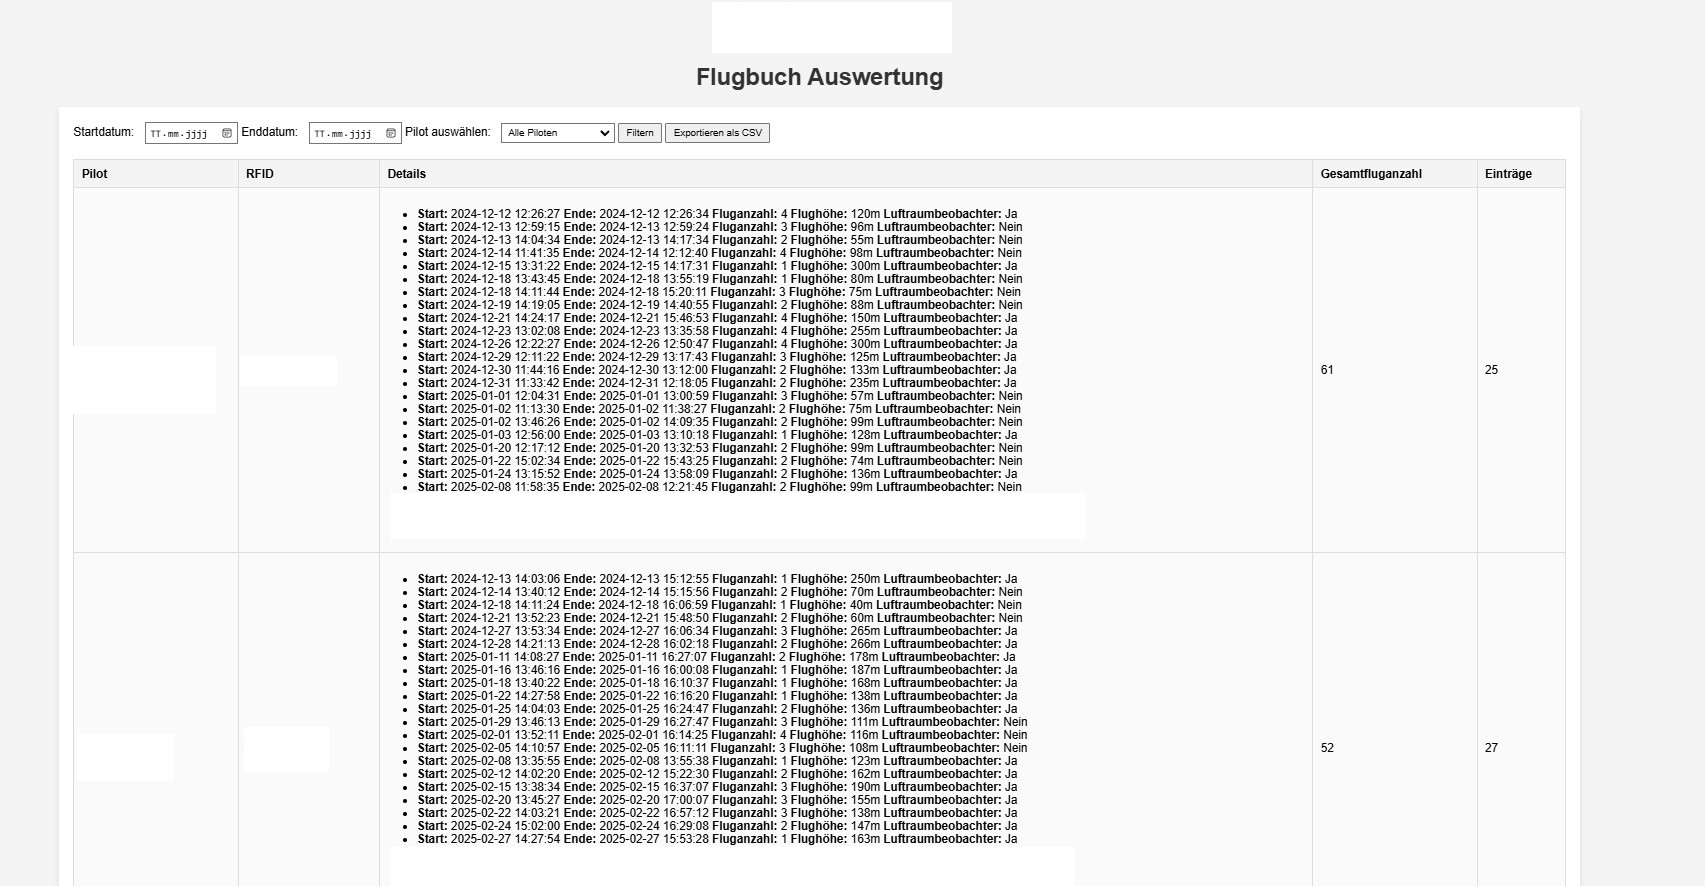 Flugbuch Auswertung
Startdatum: TT.mm.jjjj Enddatum: TT.mm.jjjj Pilot auswählen: Alle Piloten Filtern Exportieren als CSV
Pilot RFID Details Gesamtfluganzahl Einträge
Start: 2024-12-12 12:26:27 Ende: 2024-12-12 12:26:34 Fluganzahl: 4 Flughöhe: 120m Luftraumbeobachter: Ja
Start: 2024-12-13 12:59:15 Ende: 2024-12-13 12:59:24 Fluganzahl: 3 Flughöhe: 96m Luftraumbeobachter: Nein
Start: 2024-12-13 14:04:34 Ende: 2024-12-13 14:17:34 Fluganzahl: 2 Flughöhe: 55m Luftraumbeobachter: Nein
Start: 2024-12-14 11:41:35 Ende: 2024-12-14 12:12:40 Fluganzahl: 4 Flughöhe: 98m Luftraumbeobachter: Nein
Start: 2024-12-15 13:31:22 Ende: 2024-12-15 14:17:31 Fluganzahl: 1 Flughöhe: 300m Luftraumbeobachter: Ja
Start: 2024-12-18 13:43:45 Ende: 2024-12-18 13:55:19 Fluganzahl: 1 Flughöhe: 80m Luftraumbeobachter: Nein
Start: 2024-12-18 14:11:44 Ende: 2024-12-18 15:20:11 Fluganzahl: 3 Flughöhe: 75m Luftraumbeobachter: Nein
Start: 2024-12-19 14:19:05 Ende: 2024-12-19 14:40:55 Fluganzahl: 2 Flughöhe: 88m Luftraumbeobachter: Nein
Start: 2024-12-21 14:24:17 Ende: 2024-12-21 15:46:53 Fluganzahl: 4 Flughöhe: 150m Luftraumbeobachter: Ja
Start: 2024-12-23 13:02:08 Ende: 2024-12-23 13:35:58 Fluganzahl: 4 Flughöhe: 255m Luftraumbeobachter: Ja
Start: 2024-12-26 12:22:27 Ende: 2024-12-26 12:50:47 Fluganzahl: 4 Flughöhe: 300m Luftraumbeobachter: Ja
Start: 2024-12-29 12:11:22 Ende: 2024-12-29 13:17:43 Fluganzahl: 3 Flughöhe: 125m Luftraumbeobachter: Ja
Start: 2024-12-30 11:44:16 Ende: 2024-12-30 13:12:00 Fluganzahl: 2 Flughöhe: 133m Luftraumbeobachter: Ja
Start: 2024-12-31 11:33:42 Ende: 2024-12-31 12:18:05 Fluganzahl: 2 Flughöhe: 235m Luftraumbeobachter: Ja
Start: 2025-01-01 12:04:31 Ende: 2025-01-01 13:00:59 Fluganzahl: 3 Flughöhe: 57m Luftraumbeobachter: Nein
Start: 2025-01-02 11:13:30 Ende: 2025-01-02 11:38:27 Fluganzahl: 2 Flughöhe: 75m Luftraumbeobachter: Nein
Start: 2025-01-02 13:46:26 Ende: 2025-01-02 14:09:35 Fluganzahl: 2 Flughöhe: 99m Luftraumbeobachter: Nein
Start: 2025-01-03 12:56:00 Ende: 2025-01-03 13:10:18 Fluganzahl: 1 Flughöhe: 128m Luftraumbeobachter: Ja
Start: 2025-01-20 12:17:12 Ende: 2025-01-20 13:32:53 Fluganzahl: 2 Flughöhe: 99m Luftraumbeobachter: Nein
Start: 2025-01-22 15:02:34 Ende: 2025-01-22 15:43:25 Fluganzahl: 2 Flughöhe: 74m Luftraumbeobachter: Nein
Start: 2025-01-24 13:15:52 Ende: 2025-01-24 13:58:09 Fluganzahl: 2 Flughöhe: 136m Luftraumbeobachter: Ja
Start: 2025-02-08 11:58:35 Ende: 2025-02-08 12:21:45 Fluganzahl: 2 Flughöhe: 99m Luftraumbeobachter: Nein
61 25
Start: 2024-12-13 14:03:06 Ende: 2024-12-13 15:12:55 Fluganzahl: 1 Flughöhe: 250m Luftraumbeobachter: Ja
Start: 2024-12-14 13:40:12 Ende: 2024-12-14 15:15:56 Fluganzahl: 2 Flughöhe: 70m Luftraumbeobachter: Nein
Start: 2024-12-18 14:11:24 Ende: 2024-12-18 16:06:59 Fluganzahl: 1 Flughöhe: 40m Luftraumbeobachter: Nein
Start: 2024-12-21 13:52:23 Ende: 2024-12-21 15:48:50 Fluganzahl: 2 Flughöhe: 60m Luftraumbeobachter: Nein
Start: 2024-12-27 13:53:34 Ende: 2024-12-27 16:06:34 Fluganzahl: 3 Flughöhe: 265m Luftraumbeobachter: Ja
Start: 2024-12-28 14:21:13 Ende: 2024-12-28 16:02:18 Fluganzahl: 2 Flughöhe: 266m Luftraumbeobachter: Ja
Start: 2025-01-11 14:08:27 Ende: 2025-01-11 16:27:07 Fluganzahl: 2 Flughöhe: 178m Luftraumbeobachter: Ja
Start: 2025-01-16 13:46:16 Ende: 2025-01-16 16:00:08 Fluganzahl: 1 Flughöhe: 187m Luftraumbeobachter: Ja
Start: 2025-01-18 13:40:22 Ende: 2025-01-18 16:10:37 Fluganzahl: 1 Flughöhe: 168m Luftraumbeobachter: Ja
Start: 2025-01-22 14:27:58 Ende: 2025-01-22 16:16:20 Fluganzahl: 1 Flughöhe: 138m Luftraumbeobachter: Ja
Start: 2025-01-25 14:04:03 Ende: 2025-01-25 16:24:47 Fluganzahl: 2 Flughöhe: 136m Luftraumbeobachter: Ja
Start: 2025-01-29 13:46:13 Ende: 2025-01-29 16:27:47 Fluganzahl: 3 Flughöhe: 111m Luftraumbeobachter: Nein
Start: 2025-02-01 13:52:11 Ende: 2025-02-01 16:14:25 Fluganzahl: 4 Flughöhe: 116m Luftraumbeobachter: Nein
Start: 2025-02-05 14:10:57 Ende: 2025-02-05 16:11:11 Fluganzahl: 3 Flughöhe: 108m Luftraumbeobachter: Nein
Start: 2025-02-08 13:35:55 Ende: 2025-02-08 13:55:38 Fluganzahl: 1 Flughöhe: 123m Luftraumbeobachter: Ja
Start: 2025-02-12 14:02:20 Ende: 2025-02-12 15:22:30 Fluganzahl: 2 Flughöhe: 162m Luftraumbeobachter: Ja
Start: 2025-02-15 13:38:34 Ende: 2025-02-15 16:37:07 Fluganzahl: 3 Flughöhe: 190m Luftraumbeobachter: Ja
Start: 2025-02-20 13:45:27 Ende: 2025-02-20 17:00:07 Fluganzahl: 3 Flughöhe: 155m Luftraumbeobachter: Ja
Start: 2025-02-22 14:03:21 Ende: 2025-02-22 16:57:12 Fluganzahl: 3 Flughöhe: 138m Luftraumbeobachter: Ja
Start: 2025-02-24 15:02:00 Ende: 2025-02-24 16:29:08 Fluganzahl: 2 Flughöhe: 147m Luftraumbeobachter: Ja
Start: 2025-02-27 14:27:54 Ende: 2025-02-27 15:53:28 Fluganzahl: 1 Flughöhe: 163m Luftraumbeobachter: Ja
52 27